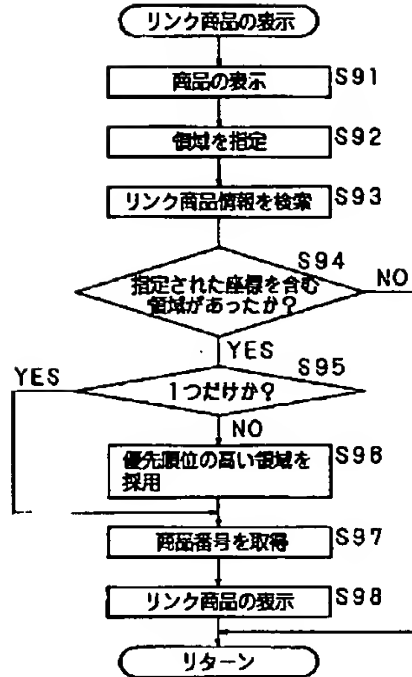 リンク商品の表示
商品の表示 S91
領域を指定 S92
リンク商品情報を検索 S93
S94
指定された座標を含む NO
領域があったか?
YES
S95
YES
1つだけか?
NO
優先順位の高い領域を S96
採用
商品番号を取得 S97
リンク商品の表示 S98
リターン